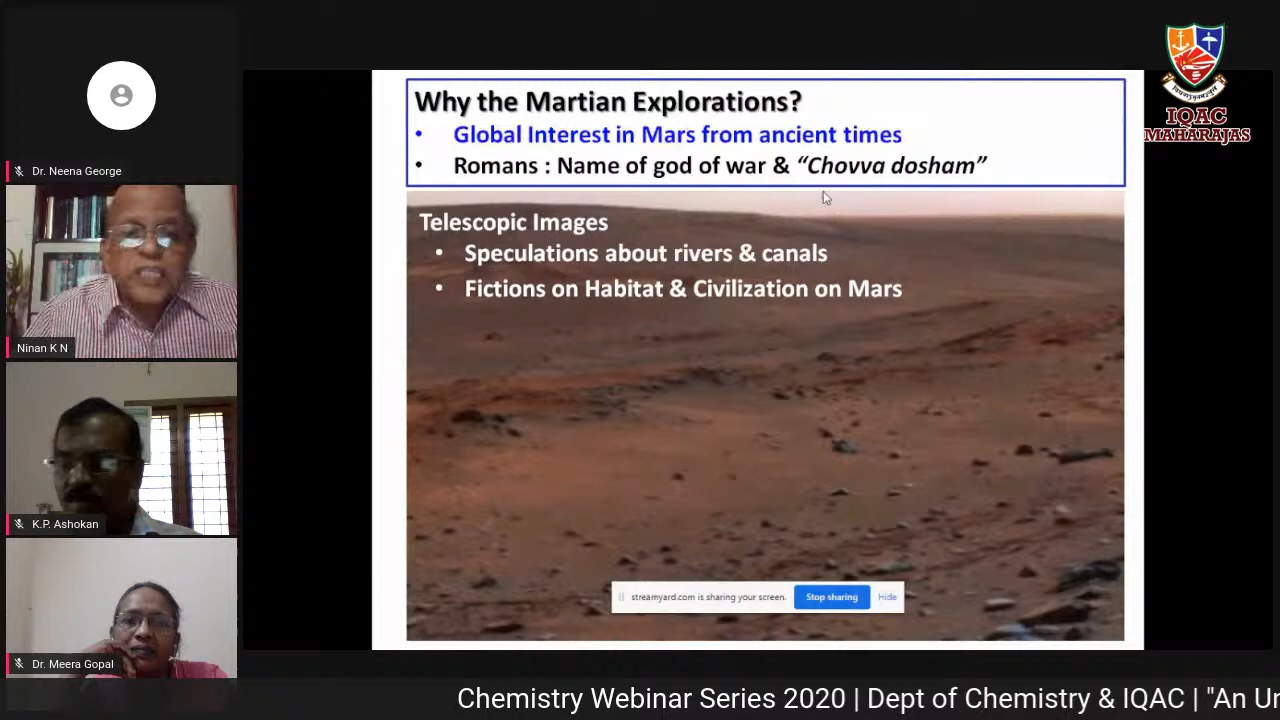 IQAC
MAHARAJAS
Dr. Neena George
Ninan K N
K.P. Ashokan
Dr. Meera Gopal
Why the Martian Explorations?
• Global Interest in Mars from ancient times
• Romans : Name of god of war & “Chovva dosham”
Telescopic Images
• Speculations about rivers & canals
• Fictions on Habitat & Civilization on Mars
streamyard.com is sharing your screen. Stop sharing Hide
Chemistry Webinar Series 2020 | Dept of Chemistry & IQAC | "An Un